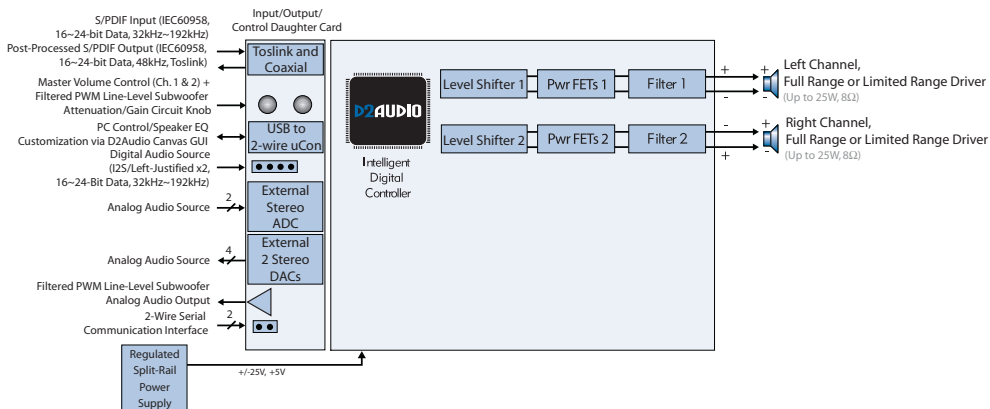 Input/Output/
Control Daughter Card
S/PDIF Input (IEC60958,
16~24-bit Data, 32kHz~192kHz)
Post-Processed S/PDIF Output (IEC60958,
16~24-bit Data, 48kHz, Toslink)
Toslink and
Coaxial
Master Volume Control (Ch. 1 & 2) +
Filtered PWM Line-Level Subwoofer
Attenuation/Gain Circuit Knob
PC Control/Speaker EQ
Customization via D2Audio Canvas GUI
USB to
2-wire uCon
Digital Audio Source
(I2S/Left-Justified x2,
16~24-Bit Data, 32kHz~192kHz)
Analog Audio Source
2
External
Stereo
ADC
Analog Audio Source
4
External
2 Stereo
DACs
Filtered PWM Line-Level Subwoofer
Analog Audio Output
2-Wire Serial
Communication Interface
2
Regulated
Split-Rail
Power
Supply
+/-25V, +5V
D2AUDIO
Intelligent
Digital
Controller
Level Shifter 1
Pwr FETs 1
Filter 1
+
-
+
-
Left Channel,
Full Range or Limited Range Driver
(Up to 25W, 8Ω)
Level Shifter 2
Pwr FETs 2
Filter 2
-
+
+
-
Right Channel,
Full Range or Limited Range Driver
(Up to 25W, 8Ω)